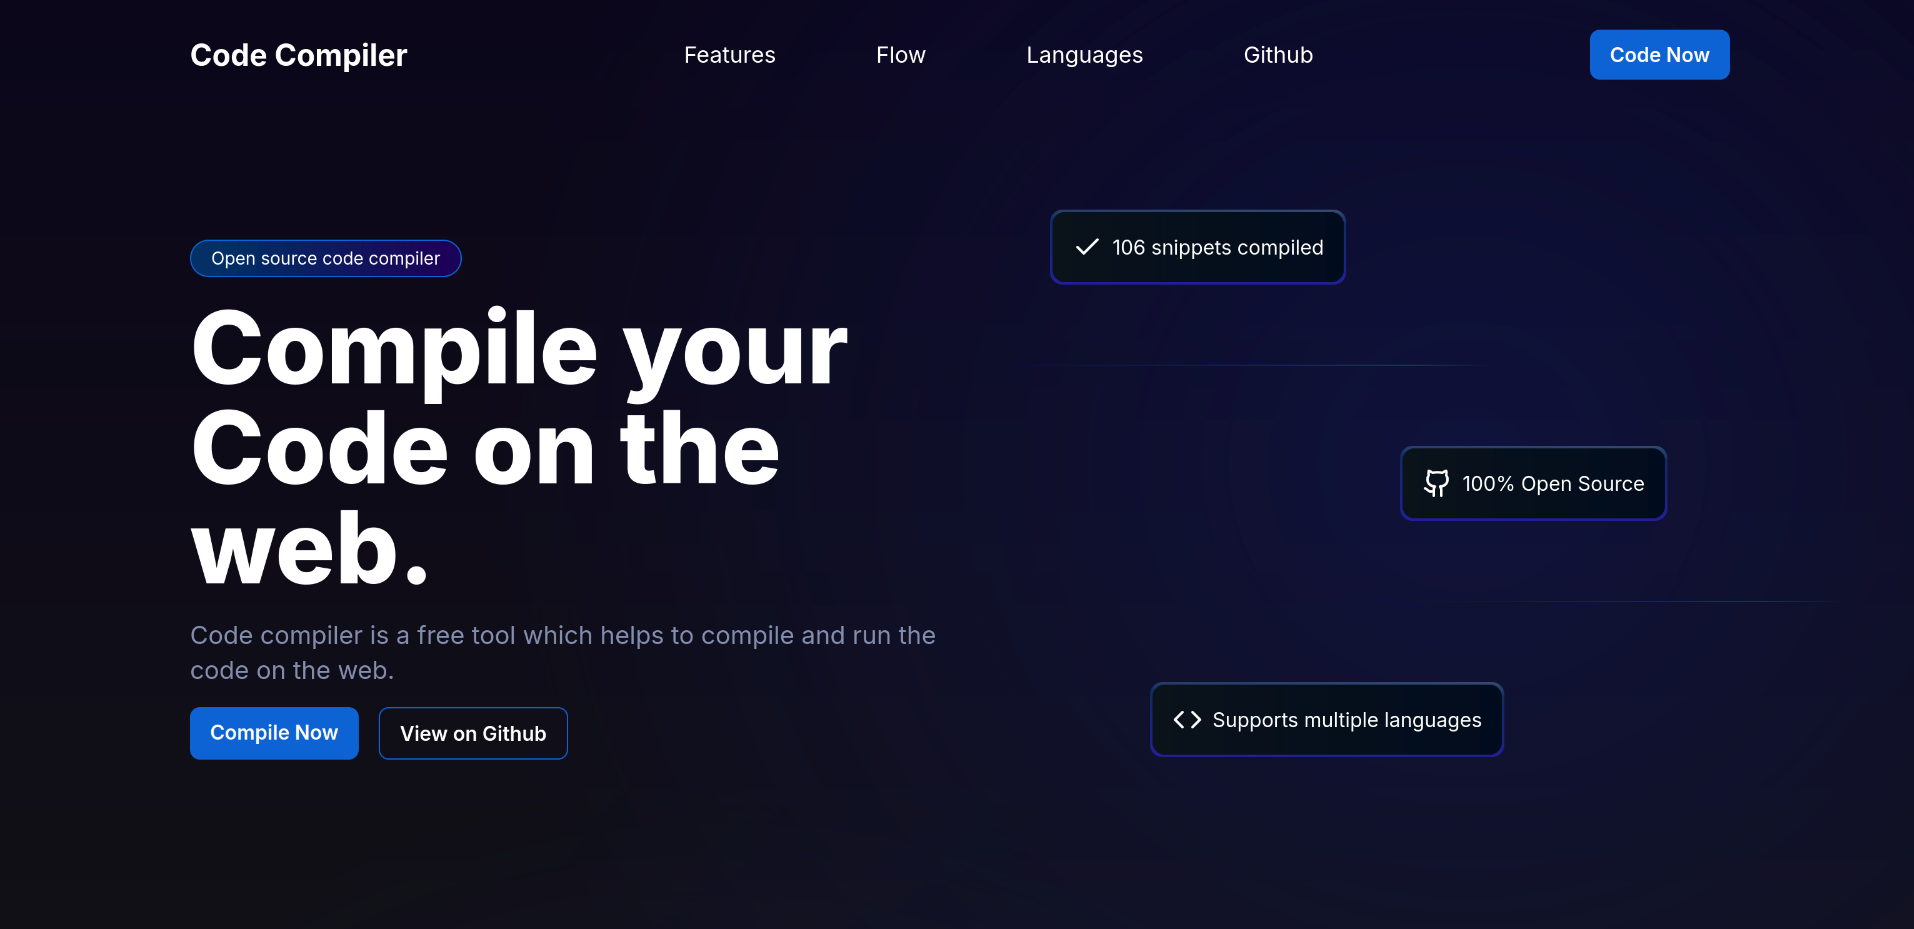 Code Compiler
Features
Flow
Languages
Github
Code Now
Open source code compiler
Compile your
Code on the
web.
Code compiler is a free tool which helps to compile and run the
code on the web.
Compile Now
View on Github
106 snippets compiled
100% Open Source
Supports multiple languages